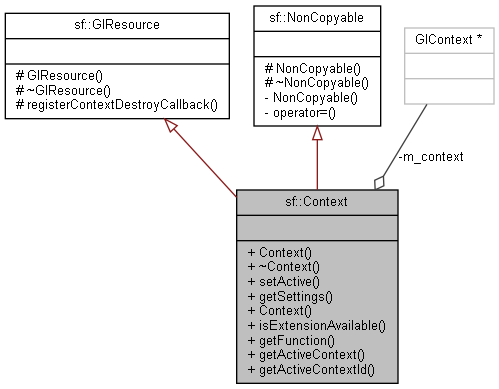 sf::GlResource
# GlResource()
# ~GlResource()
# registerContextDestroyCallback()
sf::NonCopyable
# NonCopyable()
# ~NonCopyable()
- NonCopyable()
- operator=()
GlContext *
-m_context
sf::Context
+ Context()
+ ~Context()
+ setActive()
+ getSettings()
+ Context()
+ isExtensionAvailable()
+ getFunction()
+ getActiveContext()
+ getActiveContextId()